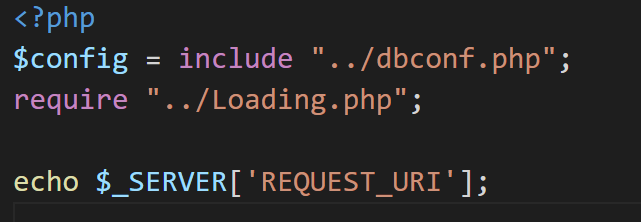 <?php
$config = include "../dbconf.php";
require "../Loading.php";
echo $_SERVER['REQUEST_URI'];